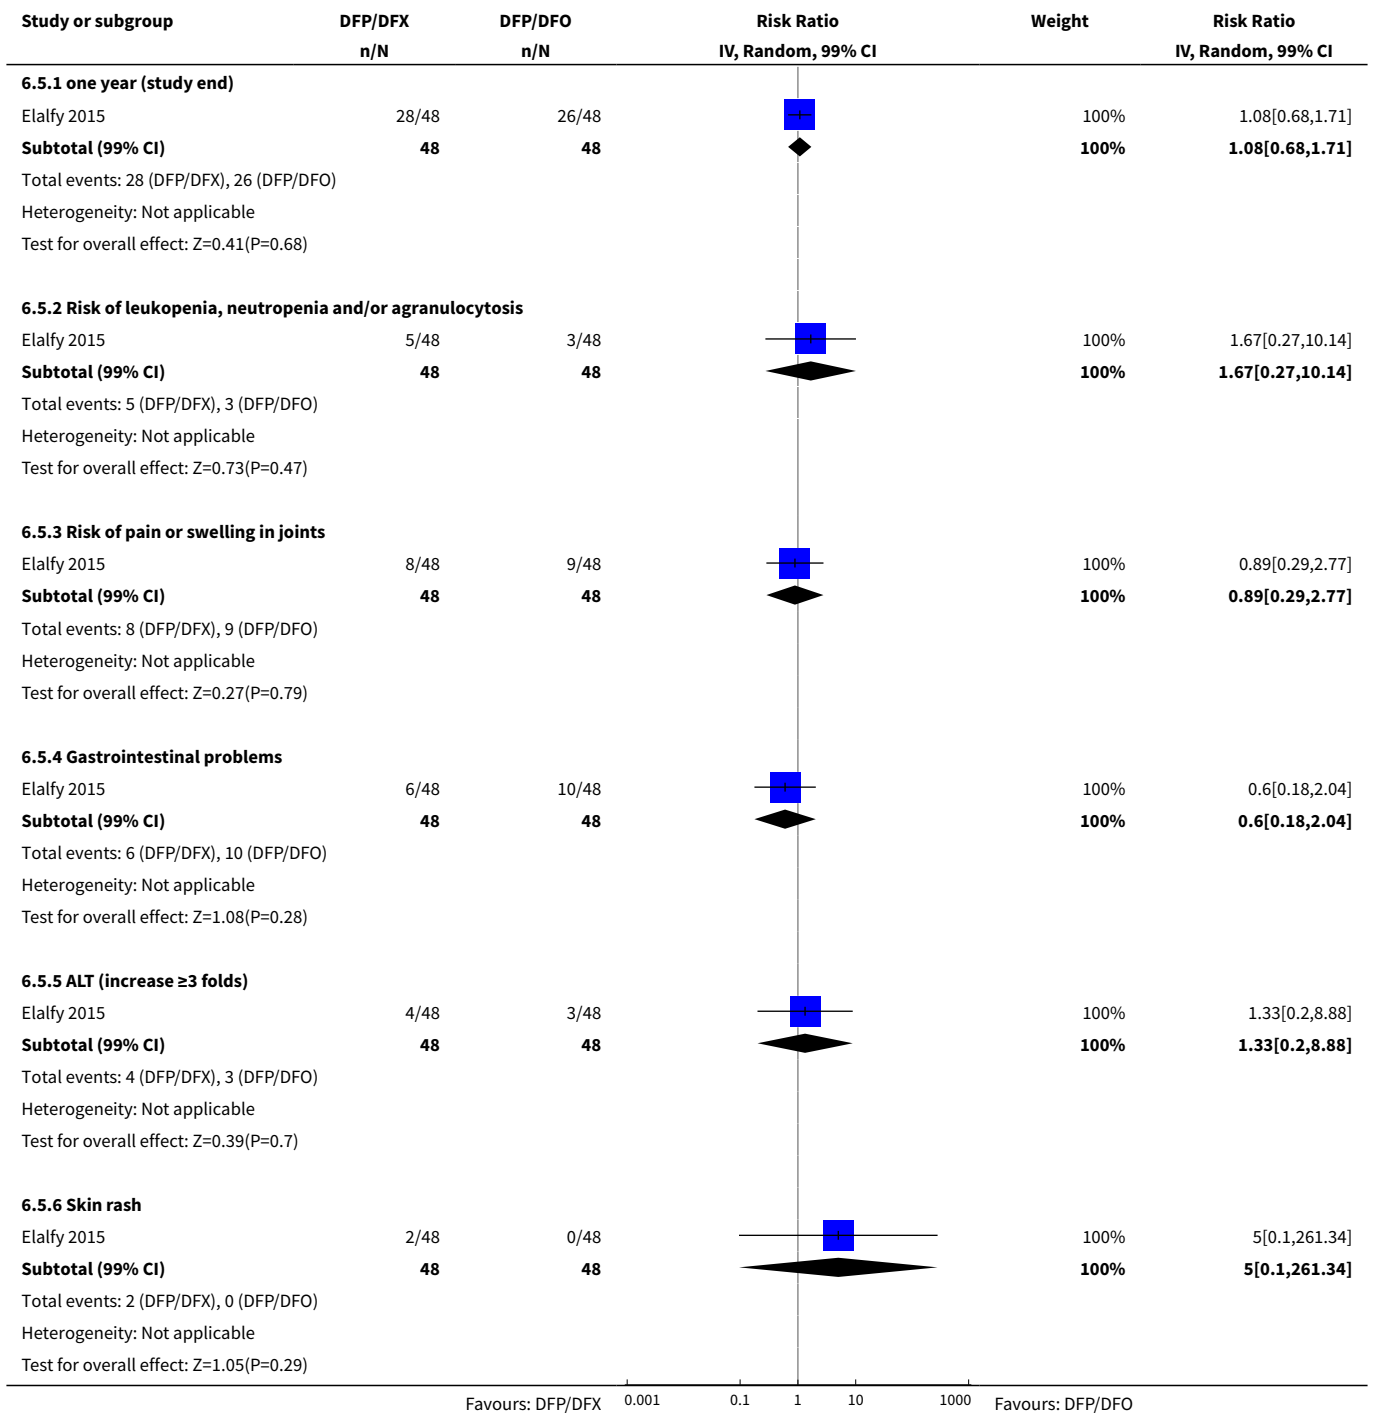 Study or subgroup DFP/DFX DFP/DFO Risk Ratio Weight Risk Ratio
n/N n/N IV, Random, 99% CI IV, Random, 99% CI
6.5.1 one year (study end)
Elalfy 2015 28/48 26/48 100% 1.08[0.68,1.71]
Subtotal (99% CI) 48 48 100% 1.08[0.68,1.71]
Total events: 28 (DFP/DFX), 26 (DFP/DFO)
Heterogeneity: Not applicable
Test for overall effect: Z=0.41(P=0.68)
6.5.2 Risk of leukopenia, neutropenia and/or agranulocytosis
Elalfy 2015 5/48 3/48 100% 1.67[0.27,10.14]
Subtotal (99% CI) 48 48 100% 1.67[0.27,10.14]
Total events: 5 (DFP/DFX), 3 (DFP/DFO)
Heterogeneity: Not applicable
Test for overall effect: Z=0.73(P=0.47)
6.5.3 Risk of pain or swelling in joints
Elalfy 2015 8/48 9/48 100% 0.89[0.29,2.77]
Subtotal (99% CI) 48 48 100% 0.89[0.29,2.77]
Total events: 8 (DFP/DFX), 9 (DFP/DFO)
Heterogeneity: Not applicable
Test for overall effect: Z=0.27(P=0.79)
6.5.4 Gastrointestinal problems
Elalfy 2015 6/48 10/48 100% 0.6[0.18,2.04]
Subtotal (99% CI) 48 48 100% 0.6[0.18,2.04]
Total events: 6 (DFP/DFX), 10 (DFP/DFO)
Heterogeneity: Not applicable
Test for overall effect: Z=1.08(P=0.28)
6.5.5 ALT (increase ≥3 folds)
Elalfy 2015 4/48 3/48 100% 1.33[0.2,8.88]
Subtotal (99% CI) 48 48 100% 1.33[0.2,8.88]
Total events: 4 (DFP/DFX), 3 (DFP/DFO)
Heterogeneity: Not applicable
Test for overall effect: Z=0.39(P=0.7)
6.5.6 Skin rash
Elalfy 2015 2/48 0/48 100% 5[0.1,261.34]
Subtotal (99% CI) 48 48 100% 5[0.1,261.34]
Total events: 2 (DFP/DFX), 0 (DFP/DFO)
Heterogeneity: Not applicable
Test for overall effect: Z=1.05(P=0.29)
Favours: DFP/DFX 0.001 0.1 1 10 1000 Favours: DFP/DFO